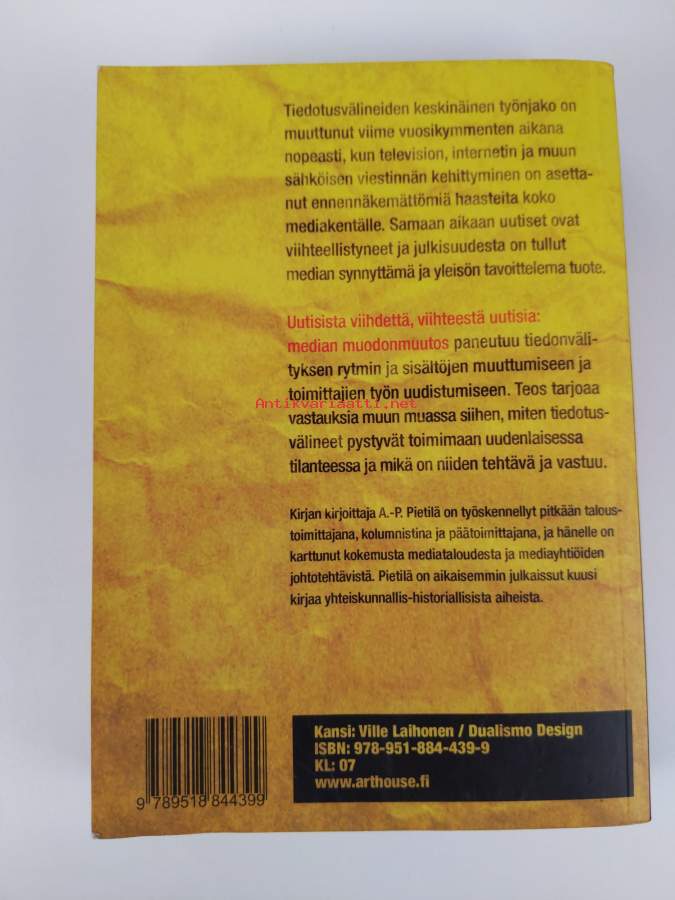 Tiedotusvälineiden keskinäinen työnjako on
muuttunut viime vuosikymmenten aikana
nopeasti, kun television, internetin ja muun
sähköisen viestinnän kehittyminen on asetta-
nut ennennäkemättömiä haasteita koko
mediakentälle. Samaan aikaan uutiset ovat
viihteellistyneet ja julkisuudesta on tullut
median synnyttämä ja yleisön tavoittelema tuote.
Uutisista viihdettä, viihteestä uutisia:
median muodonmuutos paneutuu tiedonväli-
tyksen rytmin ja sisältöjen muuttumiseen ja
toimittajien työn uudistumiseen. Teos tarjoaa
Antikvariaatti.net
vastauksia muun muassa siihen, miten tiedotus-
välineet pystyvät toimimaan uudenlaisessa
tilanteessa ja mikä on niiden tehtävä ja vastuu.
Kirjan kirjoittaja A.-P. Pietilä on työskennellyt pitkään talous-
toimittajana, kolumnistina ja päätoimittajana, ja hänelle on
karttunut kokemusta mediataloudesta ja mediayhtiöiden
johtotehtävistä. Pietilä on aikaisemmin julkaissut kuusi
kirjaa yhteiskunnallis-historiallisista aiheista.
Kansi: Ville Laihonen / Dualismo Design
ISBN: 978-951-884-439-9
KL: 07
www.arthouse.fi
9 789518 844399